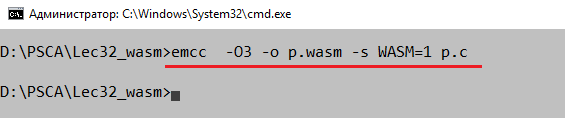 Администратор: C:\Windows\System32\cmd.exe
D:\PSCA\Lec32_wasm>emcc  -O3 -o p.wasm -s WASM=1 p.c
D:\PSCA\Lec32_wasm>